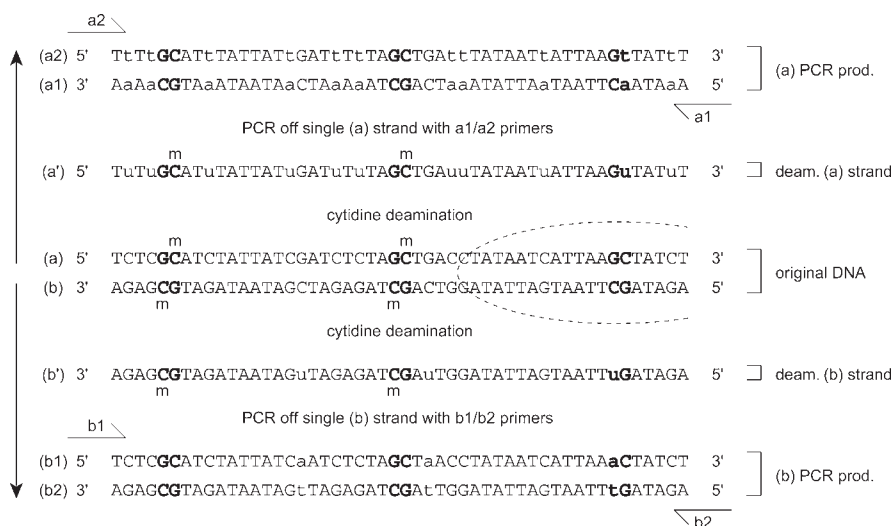 a2
(a2) 5' TtTtGCATtTATTATtGATtTtTAGCTGAttTATAATtATTAAGtTATtT 3'
(a1) 3' AaAaCGTAaATAATAaCTAaAaATCGACTaaATATTAaTAATTCaATAaA 5'
(a) PCR prod.
a1
PCR off single (a) strand with a1/a2 primers
m m
(a') 5' TuTuGCATuTATTATuGATuTuTAGCTGAuuTATAATuATTAAGuTATuT 3' deam. (a) strand
cytidine deamination
m m
(a) 5' TCTCGCATCTATTATCGATCTCTAGCTGACCTATAATCATTAAGCTATCT 3'
original DNA
(b) 3' AGAGCGTAGATAATAGCTAGAGATCGACTGGATATTAGTAATTCGATAGA 5'
m m
cytidine deamination
(b') 3' AGAGCGTAGATAATAGuTAGAGATCGAuTGGATATTAGTAATTuGATAGA 5' deam. (b) strand
m m
PCR off single (b) strand with b1/b2 primers
b1
(b1) 5' TCTCGCATCTATTATCaATCTCTAGCTaACCTATAATCATTAAaCTATCT 3'
(b) PCR prod.
(b2) 3' AGAGCGTAGATAATAGtTAGAGATCGAtTGGATATTAGTAATTtGATAGA 5'
b2